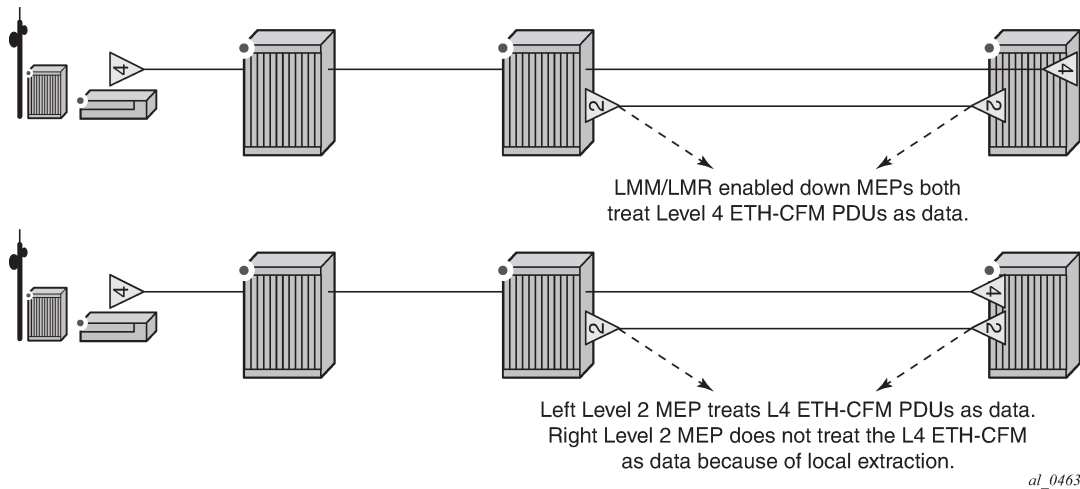 4
4
2
2
LMM/LMR enabled down MEPs both
treat Level 4 ETH-CFM PDUs as data.
4
4
2
2
Left Level 2 MEP treats L4 ETH-CFM PDUs as data.
Right Level 2 MEP does not treat the L4 ETH-CFM
as data because of local extraction.
al_0463